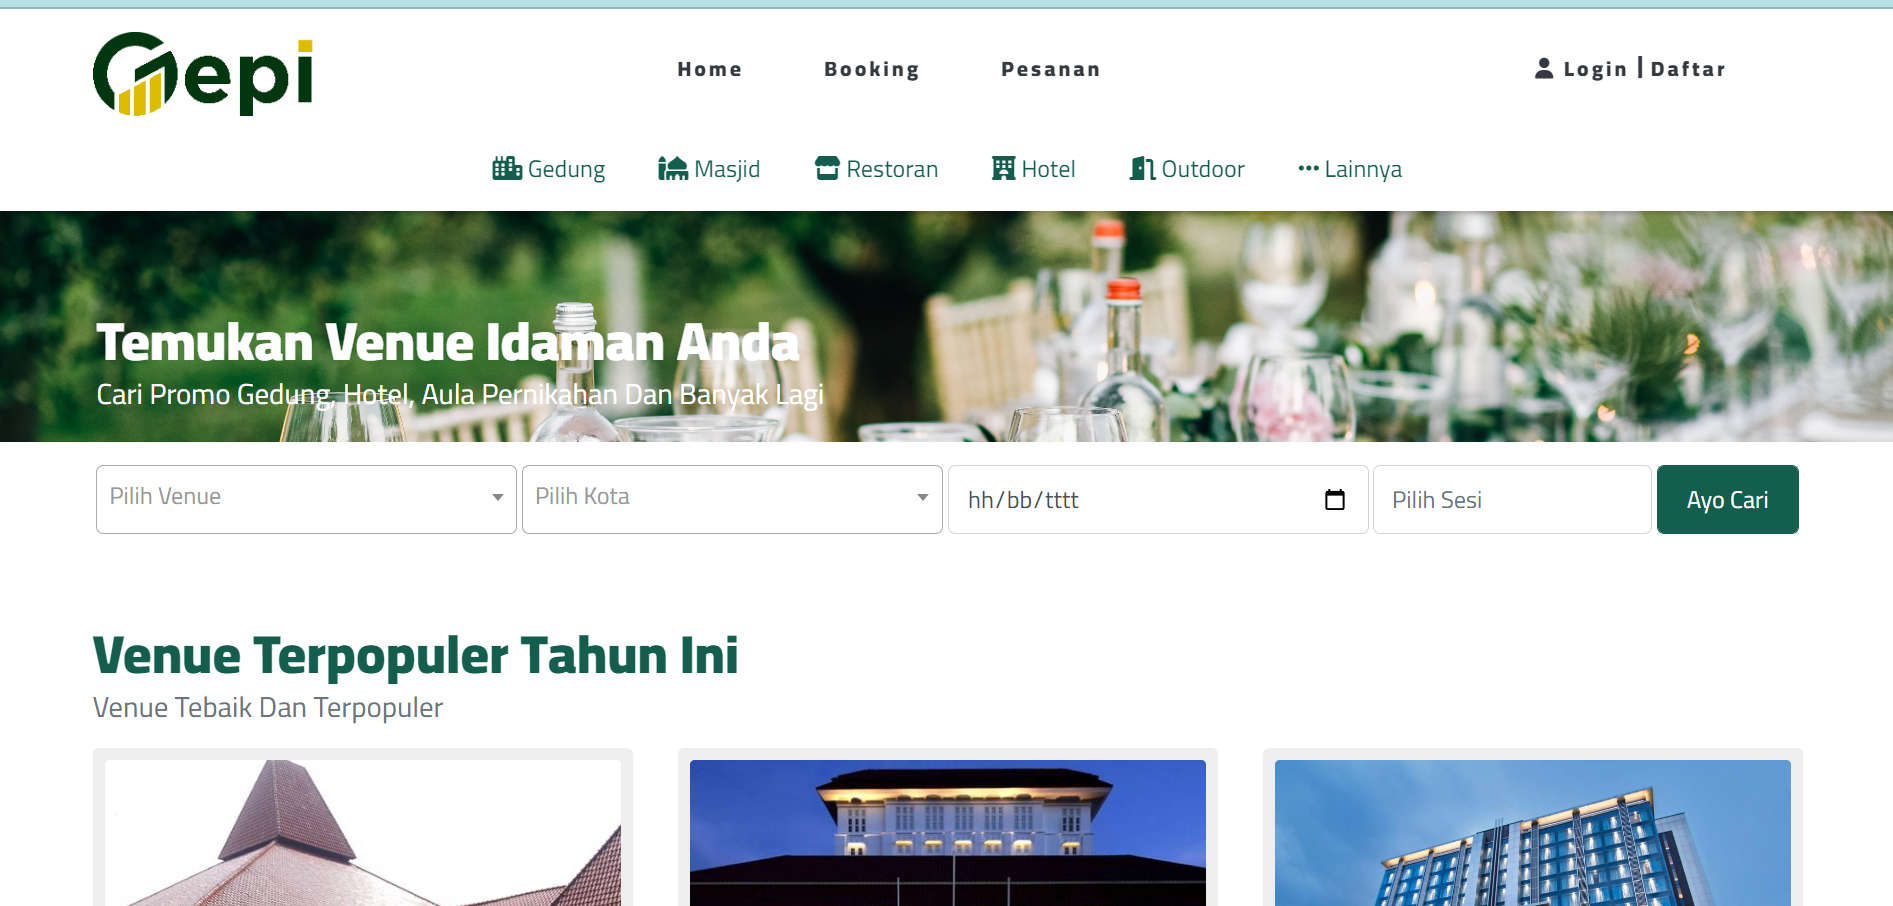 Gepi
Home Booking Pesanan Login | Daftar
Gedung Masjid Restoran Hotel Outdoor Lainnya
Temukan Venue Idaman Anda
Cari Promo Gedung, Hotel, Aula Pernikahan Dan Banyak Lagi
Pilih Venue Pilih Kota hh/bb/tttt Pilih Sesi Ayo Cari
Venue Terpopuler Tahun Ini
Venue Tebaik Dan Terpopuler